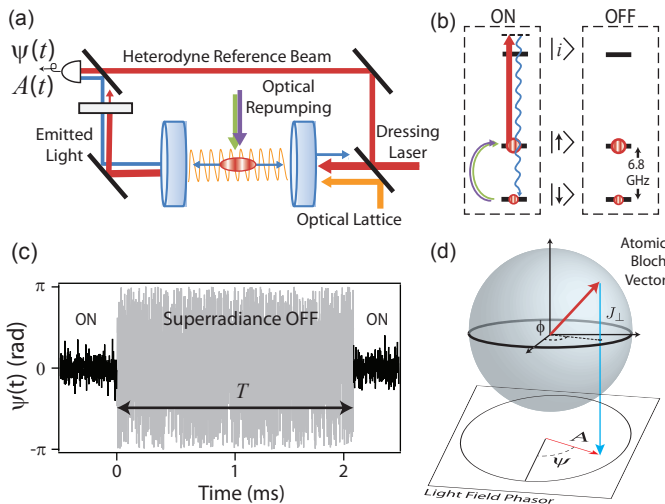 (a)
ψ(t)
A(t)
Heterodyne Reference Beam
Optical
Repumping
Emitted
Light
Dressing
Laser
Optical Lattice
(b)
ON
OFF
|i>
|↑>
|↓>
6.8
GHz
(c)
ψ(t) (rad)
π
0
-π
ON
Superradiance OFF
ON
T
0
1
2
Time (ms)
(d)
Atomic
Bloch
Vector
J⊥
ϕ
A
ψ
Light Field Phasor